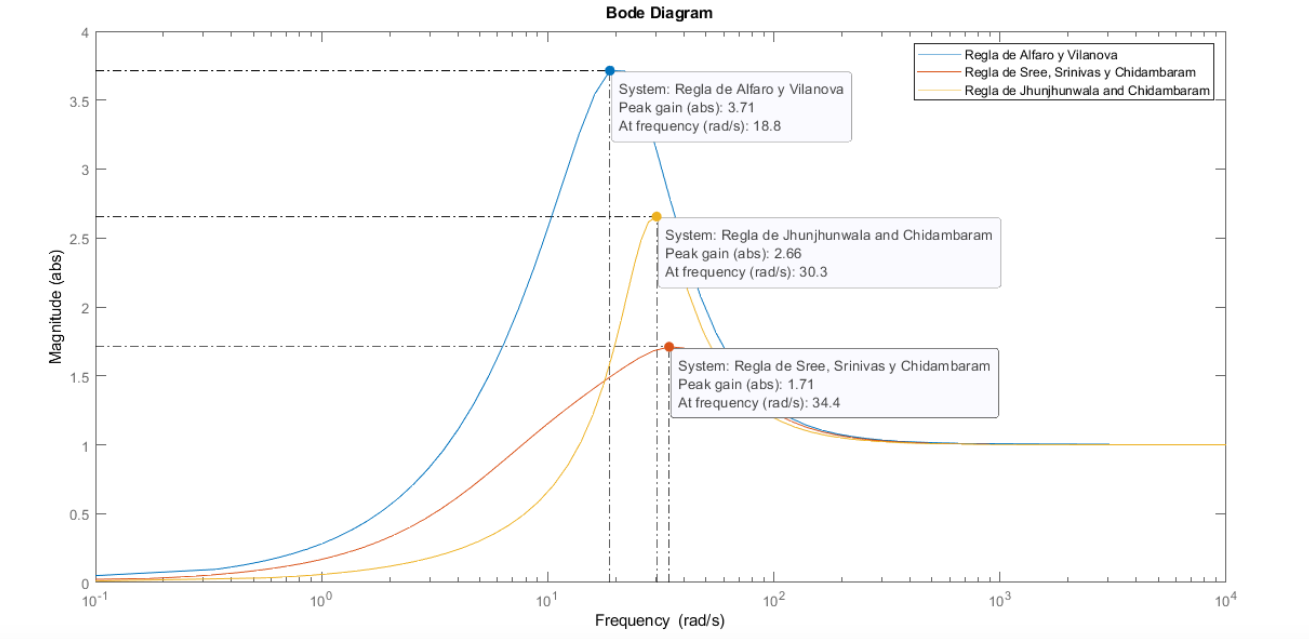 Bode Diagram
Regla de Alfaro y Vilanova
Regla de Sree, Srinivas y Chidambaram
Regla de Jhunjhunwala and Chidambaram
System: Regla de Alfaro y Vilanova
Peak gain (abs): 3.71
At frequency (rad/s): 18.8
System: Regla de Jhunjhunwala and Chidambaram
Peak gain (abs): 2.66
At frequency (rad/s): 30.3
System: Regla de Sree, Srinivas y Chidambaram
Peak gain (abs): 1.71
At frequency (rad/s): 34.4
Magnitude (abs)
4
3.5
3
2.5
2
1.5
1
0.5
0
10^-1
10^0
10^1
10^2
10^3
10^4
Frequency (rad/s)